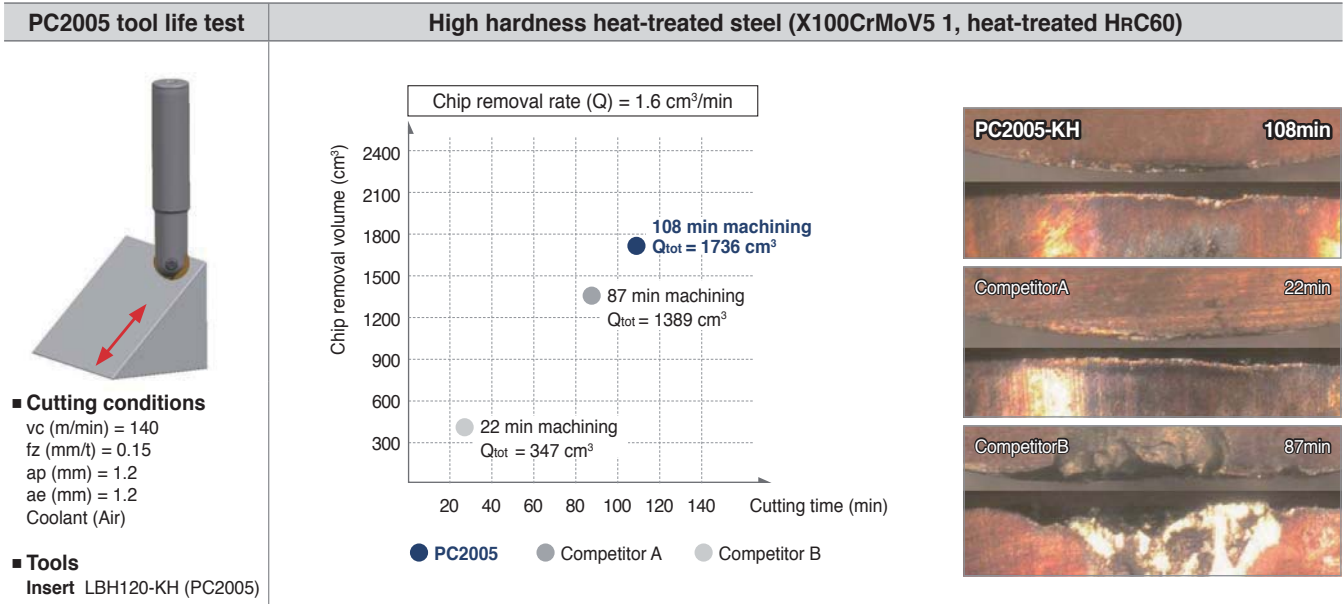 PC2005 tool life test
High hardness heat-treated steel (X100CrMoV5 1, heat-treated HRC60)
■ Cutting conditions
vc (m/min) = 140
fz (mm/t) = 0.15
ap (mm) = 1.2
ae (mm) = 1.2
Coolant (Air)
■ Tools
Insert LBH120-KH (PC2005)
Chip removal rate (Q) = 1.6 cm³/min
Chip removal volume (cm³)
2400
2100
1800
1500
1200
900
600
300
108 min machining
Qtot = 1736 cm³
87 min machining
Qtot = 1389 cm³
22 min machining
Qtot = 347 cm³
20 40 60 80 100 120 140 Cutting time (min)
PC2005 Competitor A Competitor B
PC2005-KH 108min
CompetitorA 22min
CompetitorB 87min